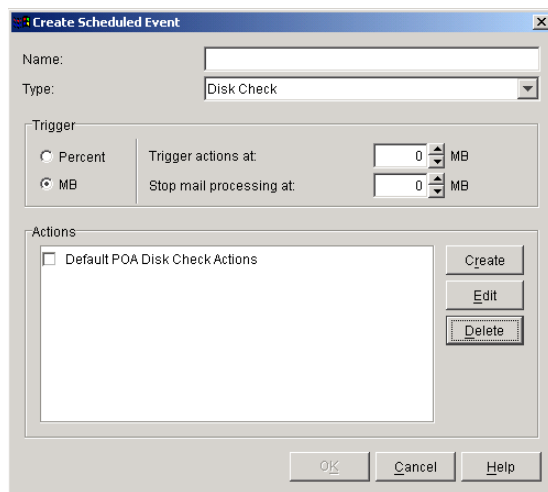 Create Scheduled Event
Name:
Type: Disk Check
Trigger
Percent Trigger actions at: 0 MB
MB Stop mail processing at: 0 MB
Actions
Default POA Disk Check Actions
Create
Edit
Delete
OK Cancel Help